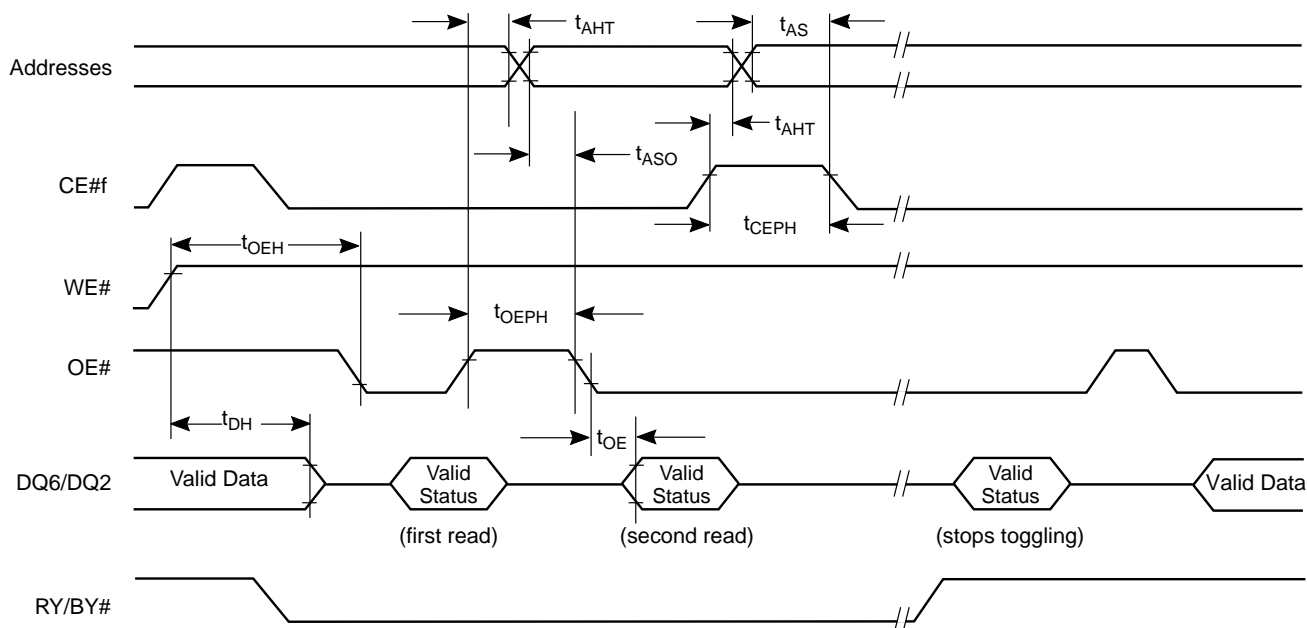 tAHT
tAS
Addresses
tAHT
tASO
CE#f
tCEPH
tOEH
WE#
tOEPH
OE#
tDH
tOE
DQ6/DQ2
Valid Data
Valid
Status
Valid
Status
Valid
Status
Valid Data
(first read)
(second read)
(stops toggling)
RY/BY#